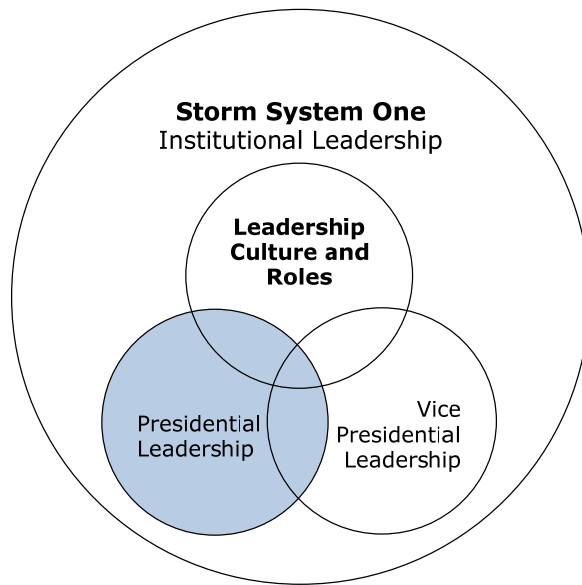 Storm System One
Institutional Leadership
Leadership
Culture and
Roles
Presidential
Leadership
Vice
Presidential
Leadership